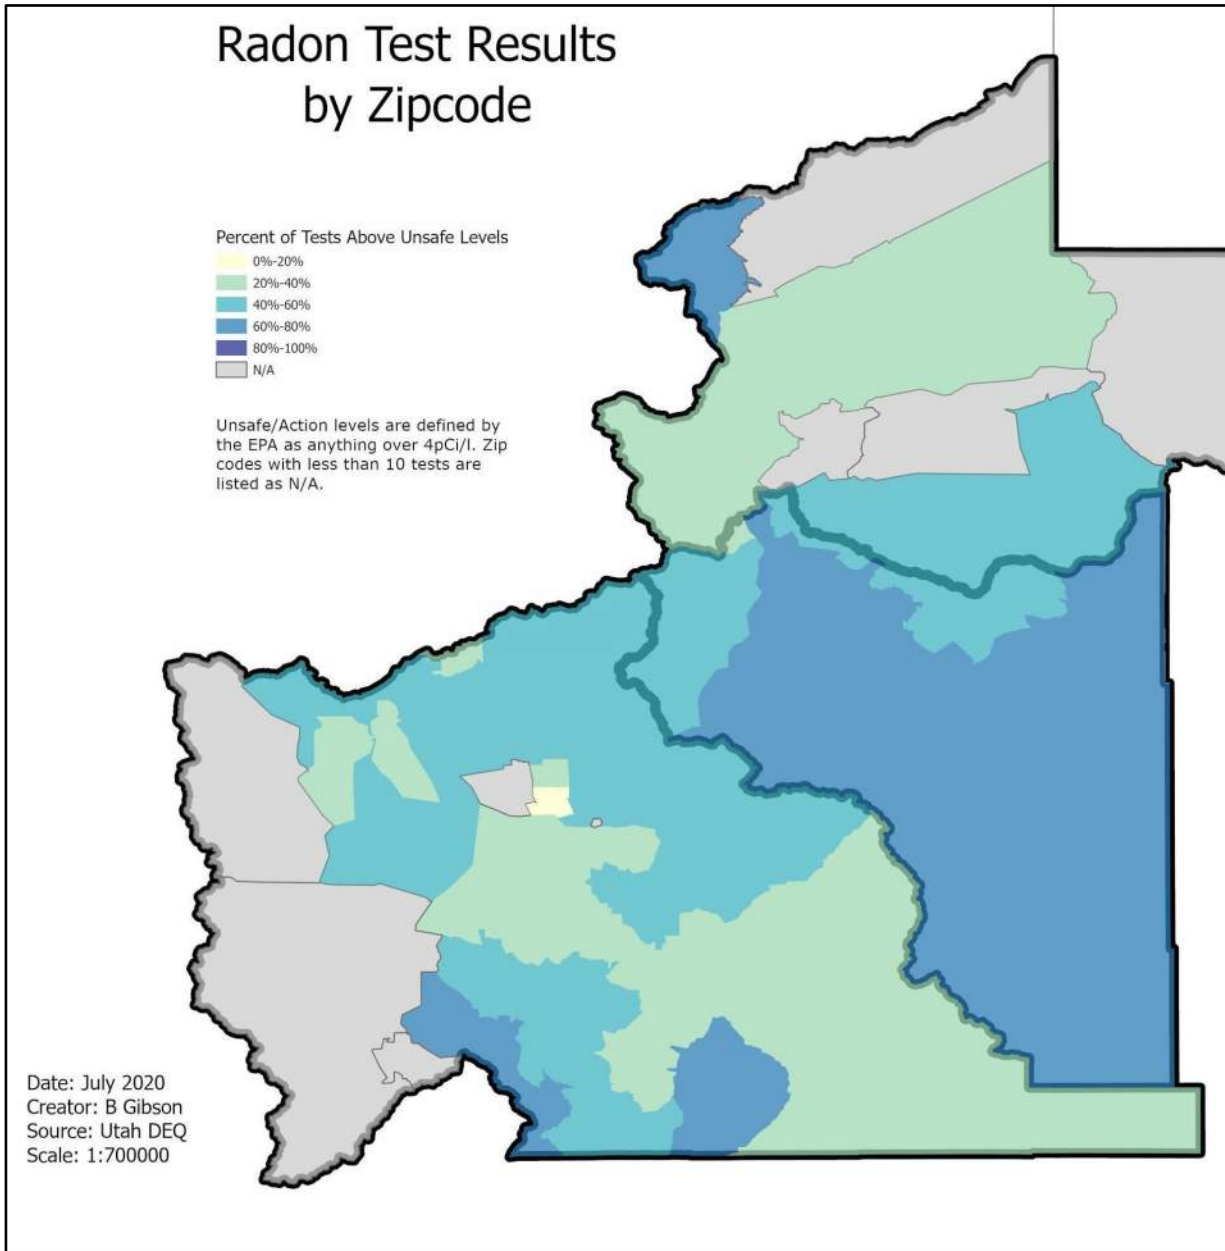 Radon Test Results
by Zipcode
Percent of Tests Above Unsafe Levels
0%-20%
20%-40%
40%-60%
60%-80%
80%-100%
N/A
Unsafe/Action levels are defined by
the EPA as anything over 4pCi/l. Zip
codes with less than 10 tests are
listed as N/A.
Date: July 2020
Creator: B Gibson
Source: Utah DEQ
Scale: 1:700000